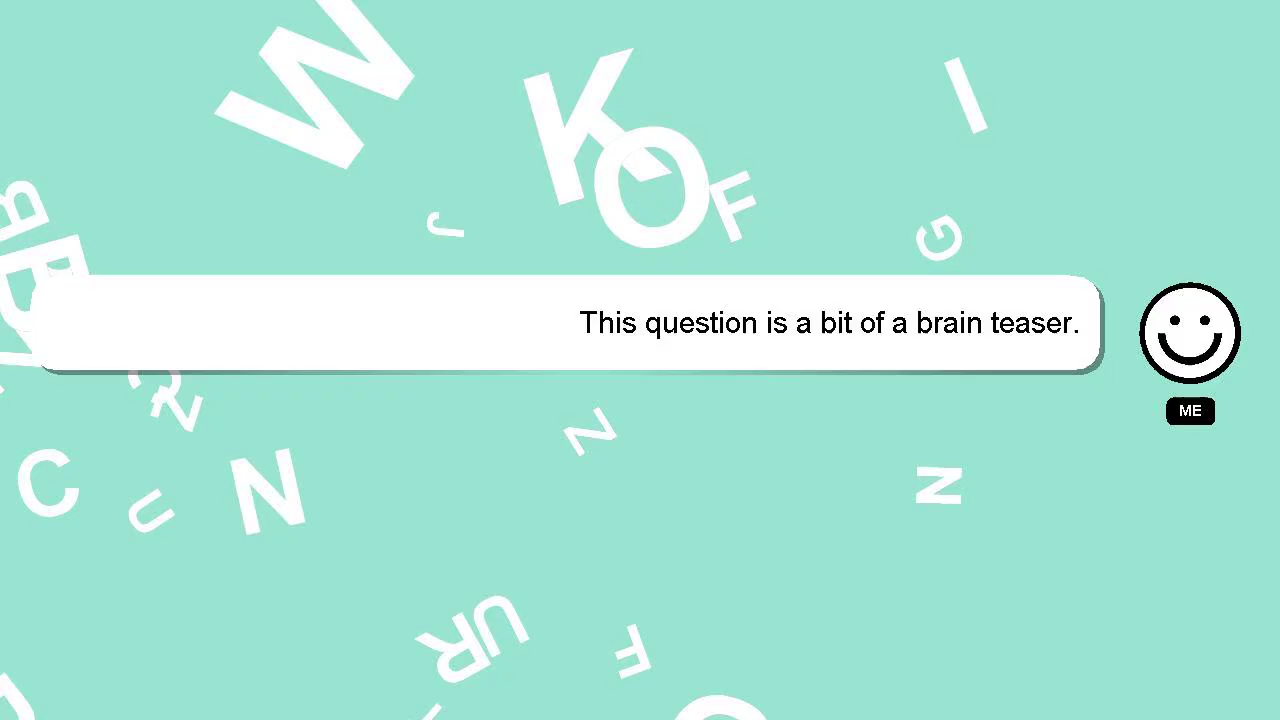 W
K
O
F
I
J
G
B
E
This question is a bit of a brain teaser.
ME
Z
N
C
U
N
Z
U
R
F